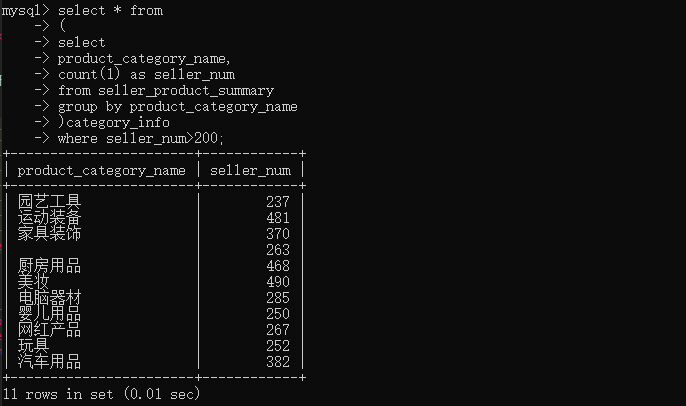 mysql> select * from
-> (
-> select
-> product_category_name,
-> count(1) as seller_num
-> from seller_product_summary
-> group by product_category_name
-> )category_info
-> where seller_num>200;
+-----------------------+------------+
| product_category_name | seller_num |
+-----------------------+------------+
| 园艺工具 | 237 |
| 运动装备 | 481 |
| 家具装饰 | 370 |
| | 263 |
| 厨房用品 | 468 |
| 美妆 | 490 |
| 电脑器材 | 285 |
| 婴儿用品 | 250 |
| 网红产品 | 267 |
| 玩具 | 252 |
| 汽车用品 | 382 |
+-----------------------+------------+
11 rows in set (0.01 sec)